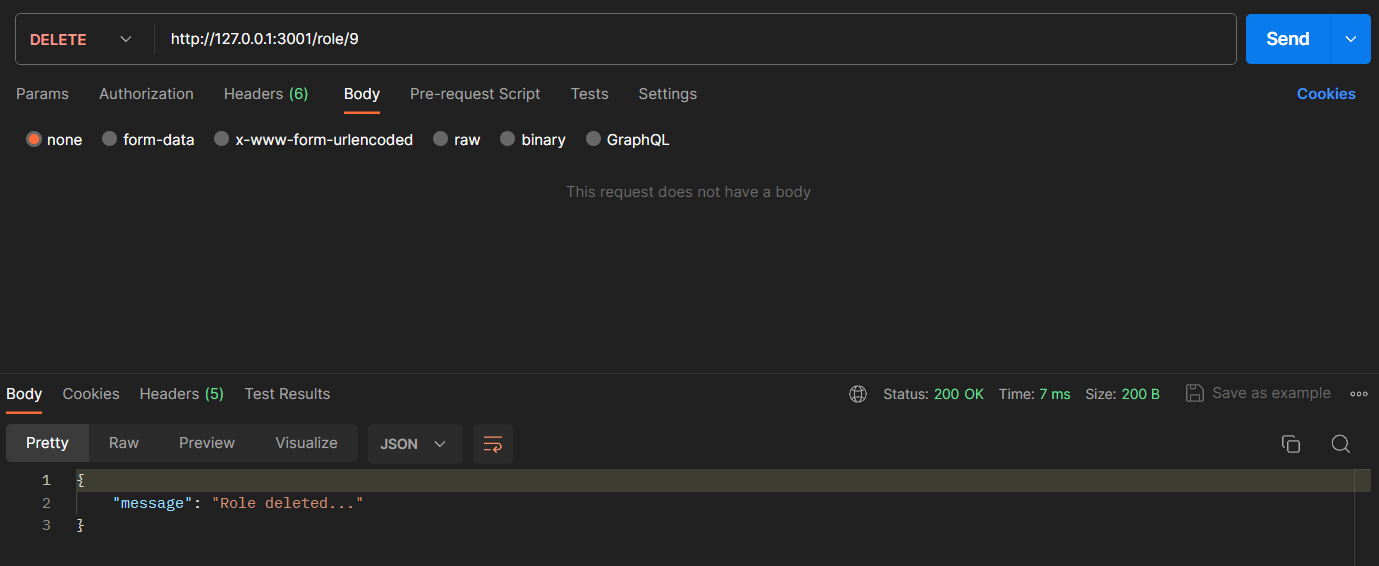 DELETE http://127.0.0.1:3001/role/9 Send
Params Authorization Headers (6) Body Pre-request Script Tests Settings Cookies
none form-data x-www-form-urlencoded raw binary GraphQL
This request does not have a body
Body Cookies Headers (5) Test Results Status: 200 OK Time: 7 ms Size: 200 B Save as example
Pretty Raw Preview Visualize JSON
1 {
2 "message": "Role deleted..."
3 }